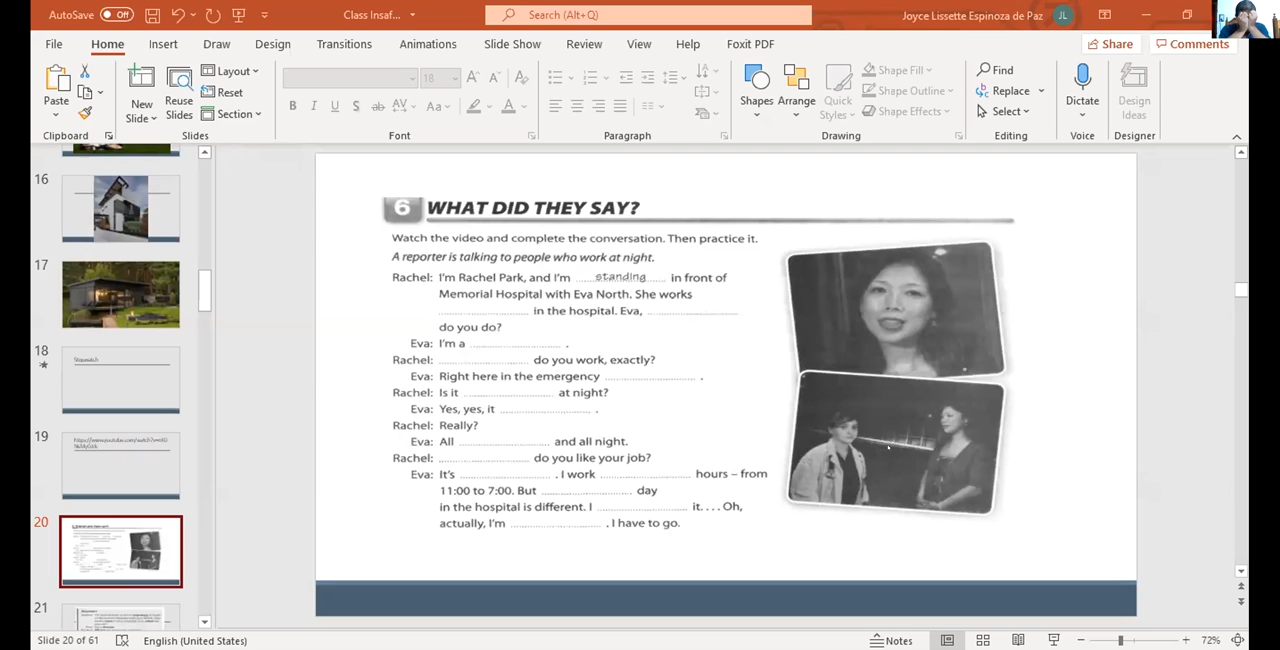 AutoSave Off Class Insaf... Search (Alt+Q) Joyce Lissette Espinoza de Paz JL
File Home Insert Draw Design Transitions Animations Slide Show Review View Help Foxit PDF Share Comments
Paste
Clipboard
New Slide
Reuse Slides
Layout
Reset
Section
Slides
18
Aa
Font
Paragraph
Shapes
Arrange
Quick Styles
Shape Fill
Shape Outline
Shape Effects
Drawing
Find
Replace
Select
Editing
Dictate
Voice
Design Ideas
Designer
16
17
18
19
20
21
6 WHAT DID THEY SAY?
Watch the video and complete the conversation. Then practice it.
A reporter is talking to people who work at night.
Rachel: I'm Rachel Park, and I'm standing in front of
Memorial Hospital with Eva North. She works
in the hospital. Eva,
do you do?
Eva: I'm a .
Rachel: do you work, exactly?
Eva: Right here in the emergency .
Rachel: Is it at night?
Eva: Yes, yes, it .
Rachel: Really?
Eva: All and all night.
Rachel: do you like your job?
Eva: It's . I work hours – from
11:00 to 7:00. But day
in the hospital is different. I it. . . . Oh,
actually, I'm . I have to go.
Slide 20 of 61 English (United States) Notes 72%